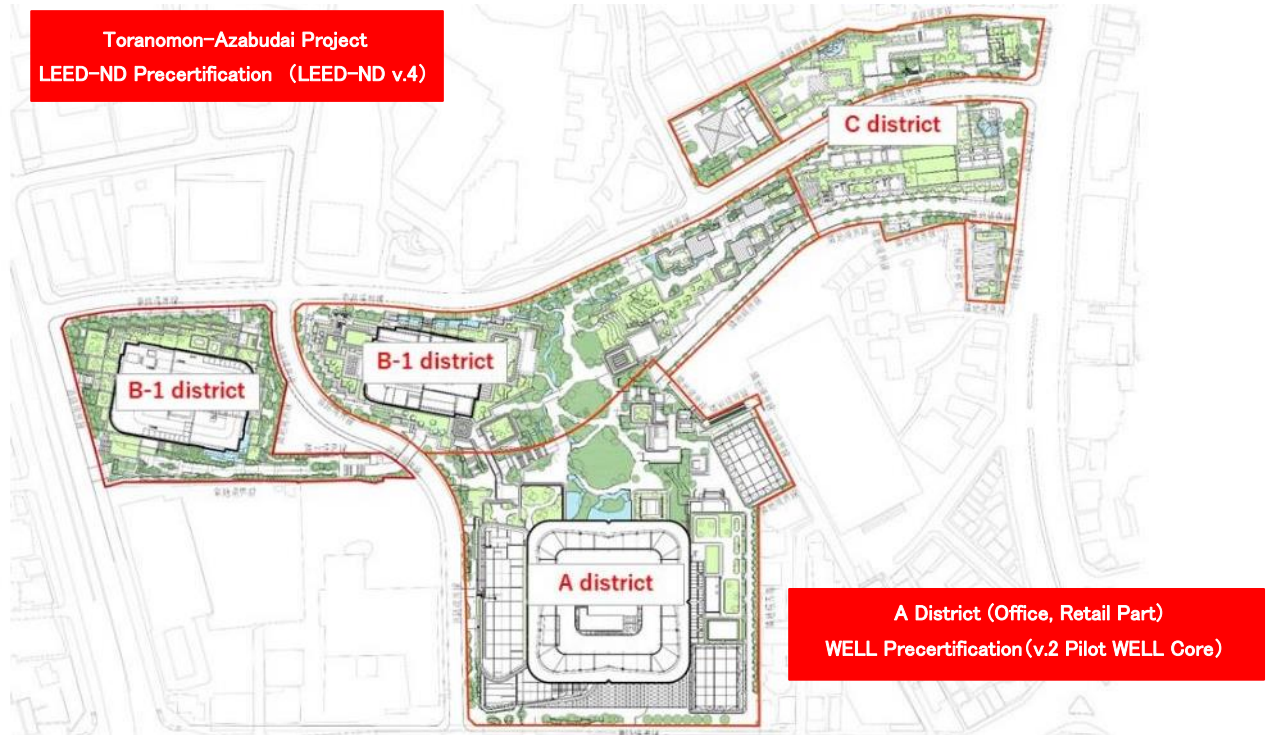 Toranomon-Azabudai Project
LEED-ND Precertification （LEED-ND v.4）
C district
B-1 district
B-1 district
A district
A District (Office, Retail Part)
WELL Precertification（v.2 Pilot WELL Core）